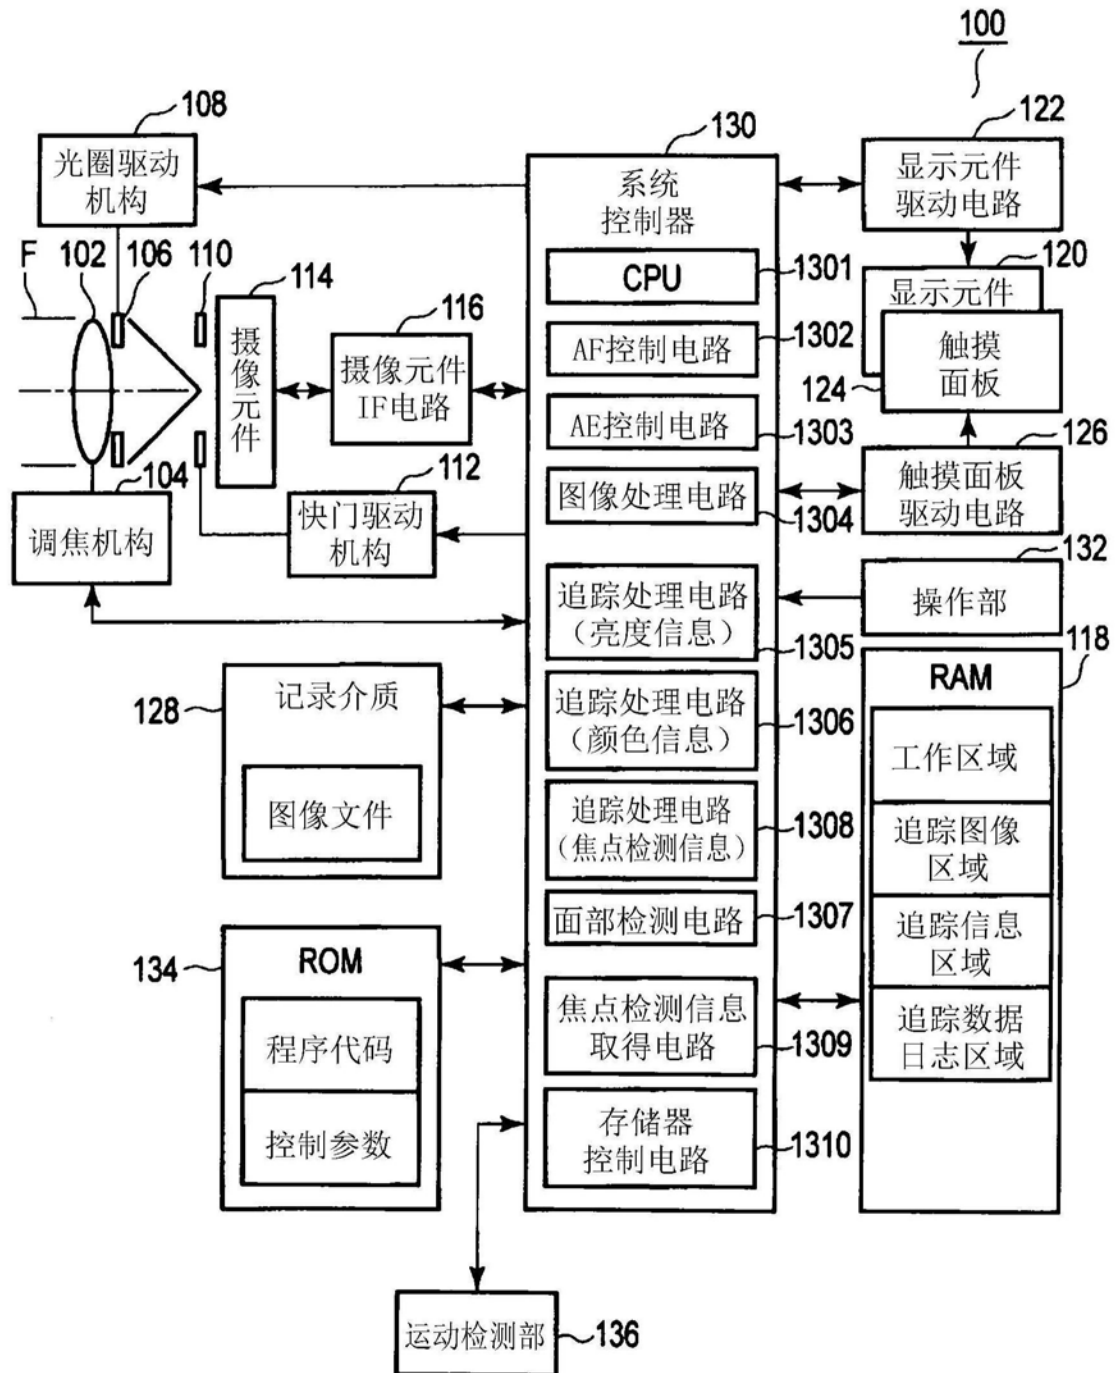 100
108
光圈驱动
机构
130
系统
控制器
122
显示元件
驱动电路
F
102
106
110
114
摄像元件
116
摄像元件
IF电路
CPU
1301
120
显示元件
触摸
面板
124
AF控制电路
1302
AE控制电路
1303
图像处理电路
1304
126
触摸面板
驱动电路
104
调焦机构
112
快门驱动
机构
132
操作部
追踪处理电路
（亮度信息）
1305
118
RAM
128
记录介质
图像文件
追踪处理电路
（颜色信息）
1306
工作区域
追踪处理电路
（焦点检测信息）
1308
追踪图像
区域
面部检测电路
1307
追踪信息
区域
134
ROM
程序代码
控制参数
焦点检测信息
取得电路
1309
追踪数据
日志区域
存储器
控制电路
1310
运动检测部
136